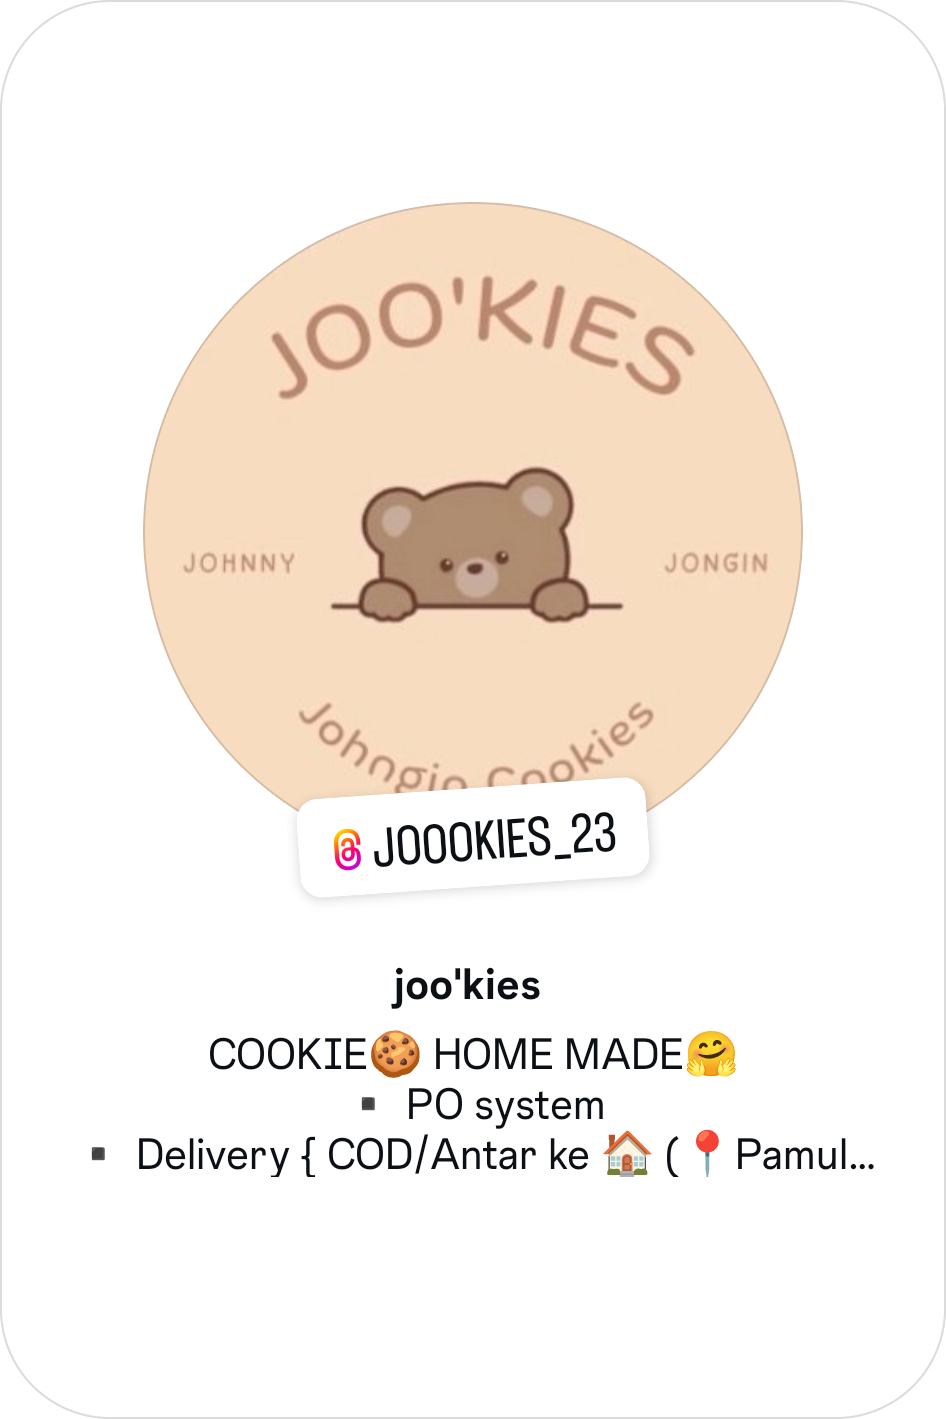 JOO'KIES
JOHNNY
JONGIN
Johngin Cookies
JOOOKIES_23
joo'kies
COOKIE🍪 HOME MADE🤗
▪️ PO system
▪️ Delivery { COD/Antar ke 🏠 (📍Pamul...